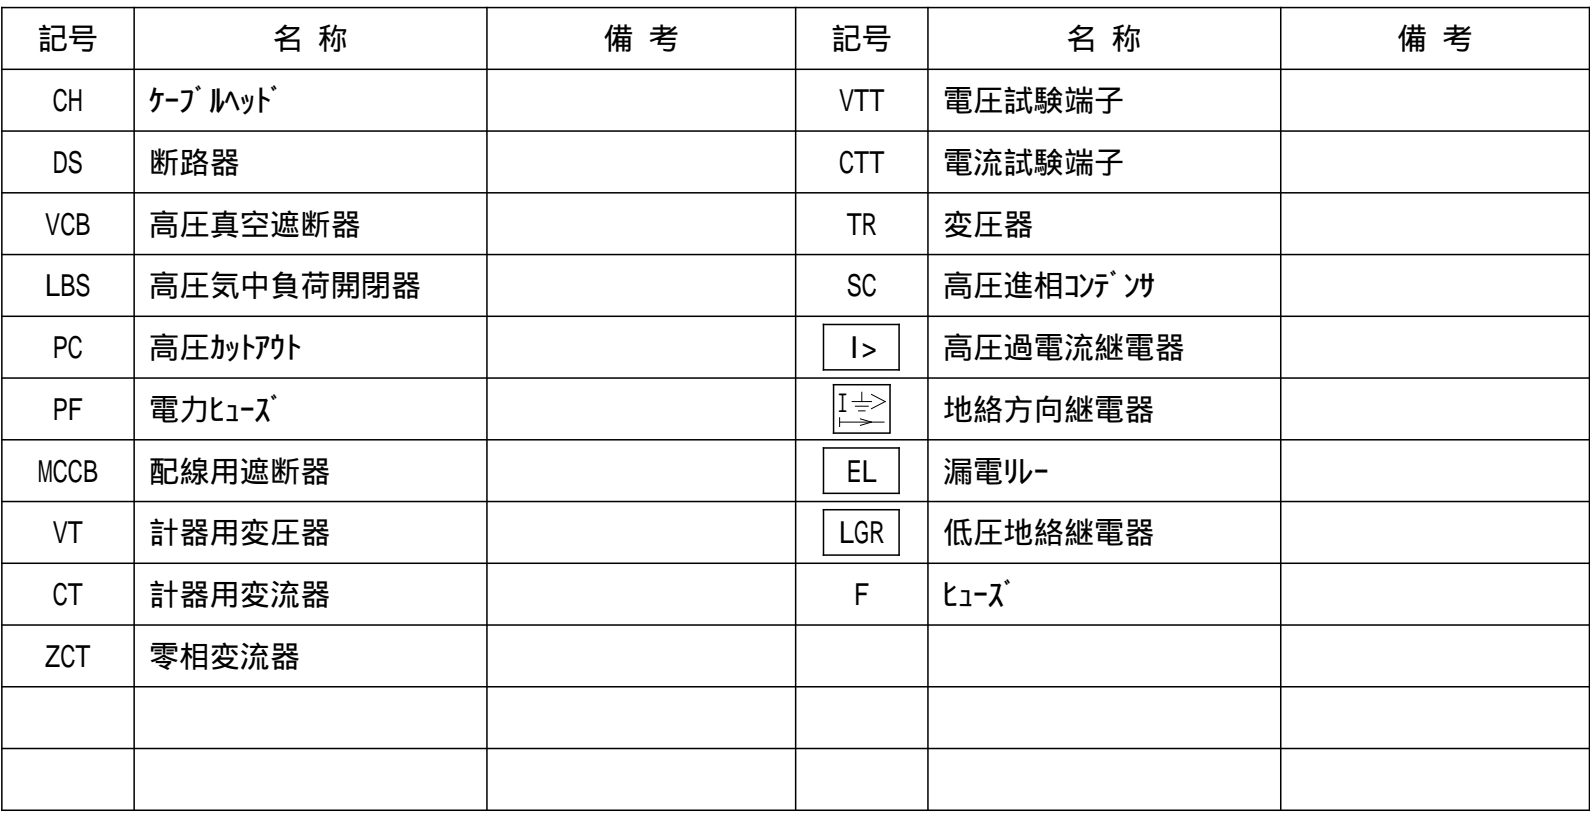 記号 名 称 備 考 記号 名 称 備 考
CH ｹｰﾌﾞﾙﾍｯﾄﾞ VTT 電圧試験端子
DS 断路器 CTT 電流試験端子
VCB 高圧真空遮断器 TR 変圧器
LBS 高圧気中負荷開閉器 SC 高圧進相ｺﾝﾃﾞﾝｻ
PC 高圧ｶｯﾄｱｳﾄ I> 高圧過電流継電器
PF 電力ﾋｭｰｽﾞ I⏚> 地絡方向継電器
MCCB 配線用遮断器 EL 漏電ﾘﾚｰ
VT 計器用変圧器 LGR 低圧地絡継電器
CT 計器用変流器 F ﾋｭｰｽﾞ
ZCT 零相変流器